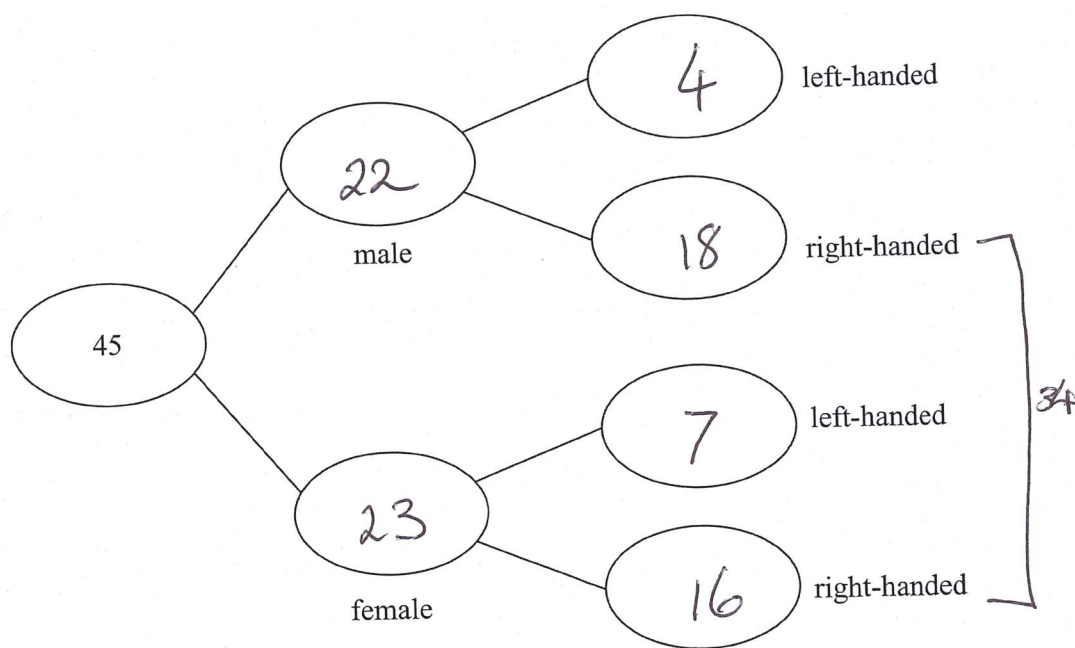 4 left-handed
22
male
18 right-handed
45
34
7 left-handed
23
female
16 right-handed